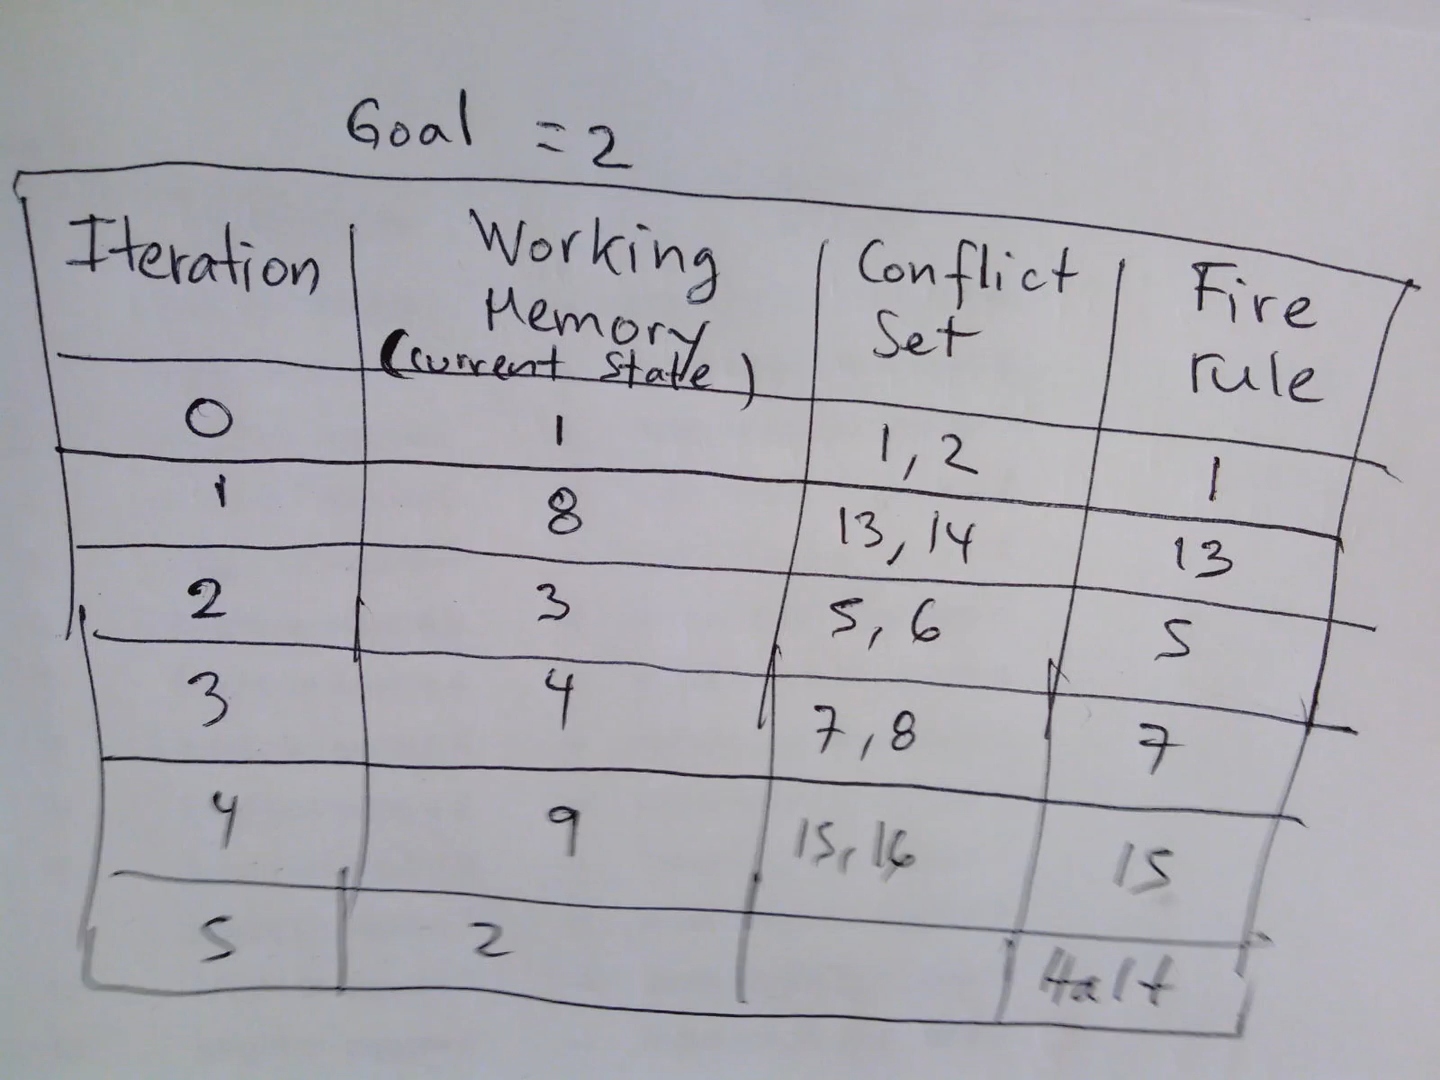 Goal = 2
Iteration Working Memory (current state) Conflict Set Fire rule
0 1 1, 2 1
1 8 13, 14 13
2 3 5, 6 5
3 4 7, 8 7
4 9 15, 16 15
5 2 Halt